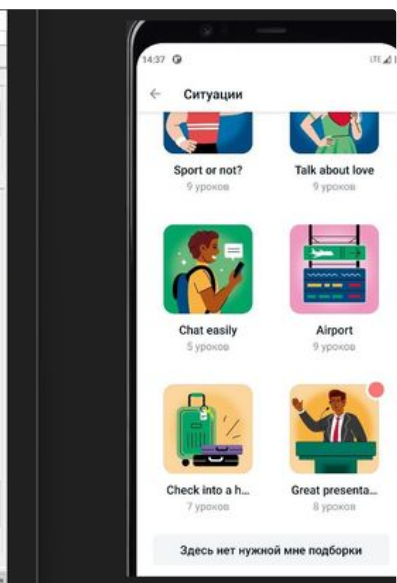 14:37 LTE
Ситуации
Sport or not? Talk about love
9 уроков 9 уроков
Chat easily Airport
5 уроков 9 уроков
Check into a h... Great presenta...
7 уроков 8 уроков
Здесь нет нужной мне подборки